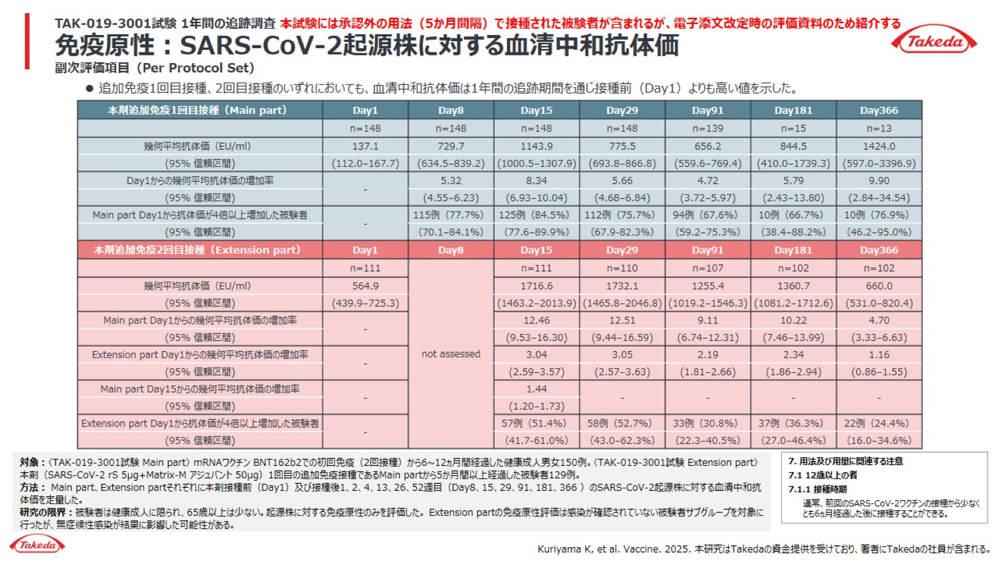 TAK-019-3001試験 1年間の追跡調査 本試験には承認外の用法（5か月間隔）で接種された被験者が含まれるが、電子添文改定時の評価資料のため紹介する
免疫原性：SARS-CoV-2起源株に対する血清中和抗体価
副次評価項目（Per Protocol Set）
Takeda
● 追加免疫1回目接種、2回目接種のいずれにおいても、血清中和抗体価は1年間の追跡期間を通じ接種前（Day1）よりも高い値を示した。
本剤追加免疫1回目接種（Main part） Day1 Day8 Day15 Day29 Day91 Day181 Day366
n=148 n=148 n=148 n=148 n=139 n=15 n=13
幾何平均抗体価（EU/ml） 137.1 729.7 1143.9 775.5 656.2 844.5 1424.0
(95% 信頼区間) (112.0–167.7) (634.5–839.2) (1000.5–1307.9) (693.8–866.8) (559.6–769.4) (410.0–1739.3) (597.0–3396.9)
Day1からの幾何平均抗体価の増加率 - 5.32 8.34 5.66 4.72 5.79 9.90
(95% 信頼区間) (4.55–6.23) (6.93–10.04) (4.68–6.84) (3.72–5.97) (2.43–13.80) (2.84–34.54)
Main part Day1から抗体価が4倍以上増加した被験者 - 115例（77.7%） 125例（84.5%） 112例（75.7%） 94例（67.6%） 10例（66.7%） 10例（76.9%）
(95% 信頼区間) (70.1–84.1%) (77.6–89.9%) (67.9-82.3%) (59.2–75.3%) (38.4–88.2%) (46.2–95.0%)
本剤追加免疫2回目接種（Extension part） Day1 Day8 Day15 Day29 Day91 Day181 Day366
n=111 not assessed n=111 n=110 n=107 n=102 n=102
幾何平均抗体価（EU/ml） 564.9 1716.6 1732.1 1255.4 1360.7 660.0
(95% 信頼区間) (439.9–725.3) (1463.2–2013.9) (1465.8–2046.8) (1019.2–1546.3) (1081.2–1712.6) (531.0–820.4)
Main part Day1からの幾何平均抗体価の増加率 - 12.46 12.51 9.11 10.22 4.70
(95% 信頼区間) (9.53–16.30) (9.44–16.59) (6.74–12.31) (7.46–13.99) (3.33–6.63)
Extension part Day1からの幾何平均抗体価の増加率 - 3.04 3.05 2.19 2.34 1.16
(95% 信頼区間) (2.59–3.57) (2.57–3.63) (1.81–2.66) (1.86–2.94) (0.86–1.55)
Main part Day15からの幾何平均抗体価の増加率 - 1.44 - - - -
(95% 信頼区間) (1.20–1.73)
Extension part Day1から抗体価が4倍以上増加した被験者 - 57例（51.4%） 58例（52.7%） 33例（30.8%） 37例（36.3%） 22例（24.4%）
(95% 信頼区間) (41.7-61.0%) (43.0–62.3%) (22.3–40.5%) (27.0–46.4%) (16.0–34.6%)
対象：〈TAK-019-3001試験 Main part〉mRNAワクチン BNT162b2での初回免疫（2回接種）から6~12ヵ月間経過した健康成人男女150例。〈TAK-019-3001試験 Extension part〉
本剤（SARS-CoV-2 rS 5μg+Matrix-M アジュバント 50μg）1回目の追加免疫接種であるMain partから5か月間以上経過した被験者129例。
方法： Main part、Extension partそれぞれに本剤接種前（Day1）及び接種後1、2、4、13、26、52週目（Day8、15、29、91、181、366 ）のSARS-CoV-2起源株に対する血清中和抗
体価を定量した。
研究の限界：被験者は健康成人に限られ、65歳以上は少ない。起源株に対する免疫原性のみを評価した。Extension partの免疫原性評価は感染が確認されていない被験者サブグループを対象に
行ったが、無症候性感染が結果に影響した可能性がある。
7. 用法及び用量に関連する注意
7.1 12歳以上の者
7.1.1 接種時期
通常、前回のSARS-CoV-2ワクチンの接種から少なく
とも6ヵ月経過した後に接種することができる。
Takeda
Kuriyama K, et al. Vaccine. 2025. 本研究はTakedaの資金提供を受けており、著者にTakedaの社員が含まれる。